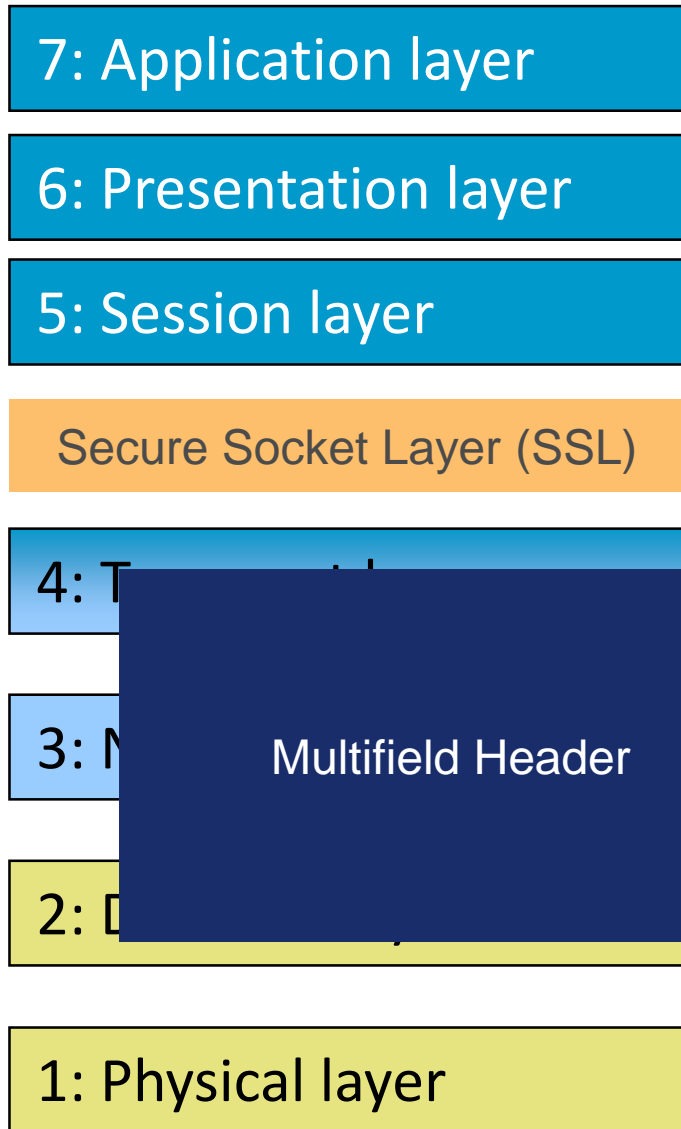 7: Application layer
6: Presentation layer
5: Session layer
Secure Socket Layer (SSL)
4:
3:
Multifield Header
2:
1: Physical layer